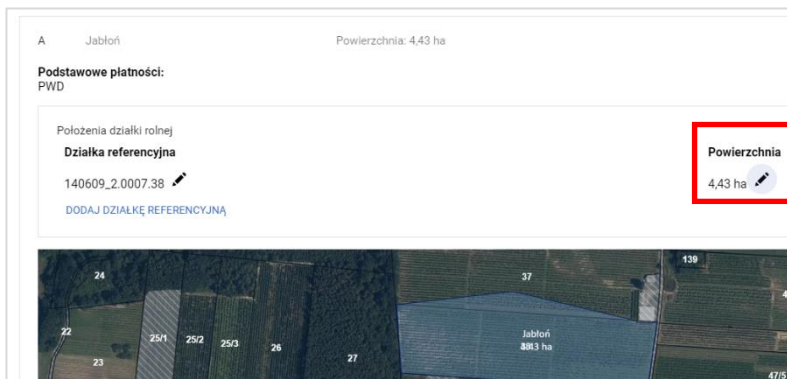 A Jabłoń Powierzchnia: 4,43 ha
Podstawowe płatności:
PWD
Położenia działki rolnej
Działka referencyjna Powierzchnia
140609_2.0007.38 4,43 ha
DODAJ DZIAŁKĘ REFERENCYJNĄ
139
24 37
22 25/1 25/2 25/3 26 27 Jabłoń
ha
23
47/5